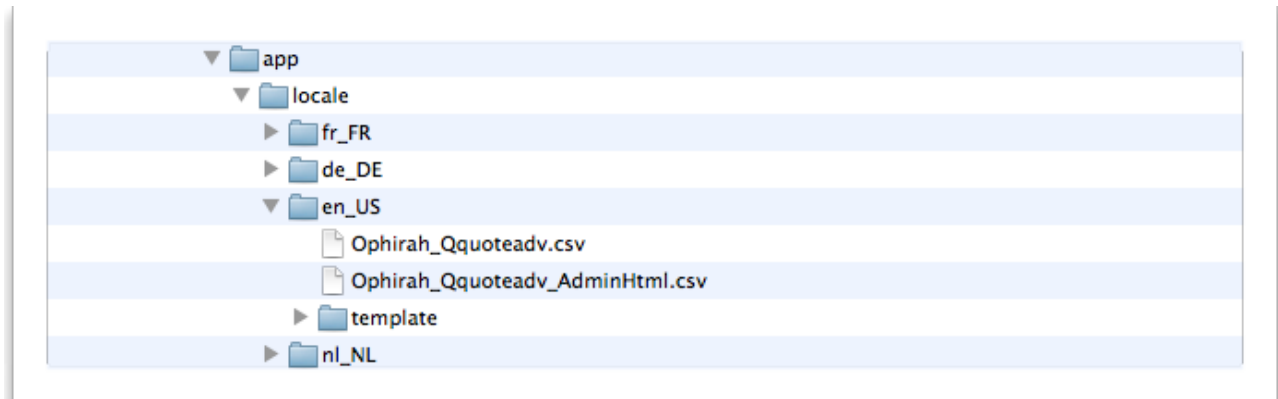 app
locale
fr_FR
de_DE
en_US
Ophirah_Qquoteadv.csv
Ophirah_Qquoteadv_AdminHtml.csv
template
nl_NL